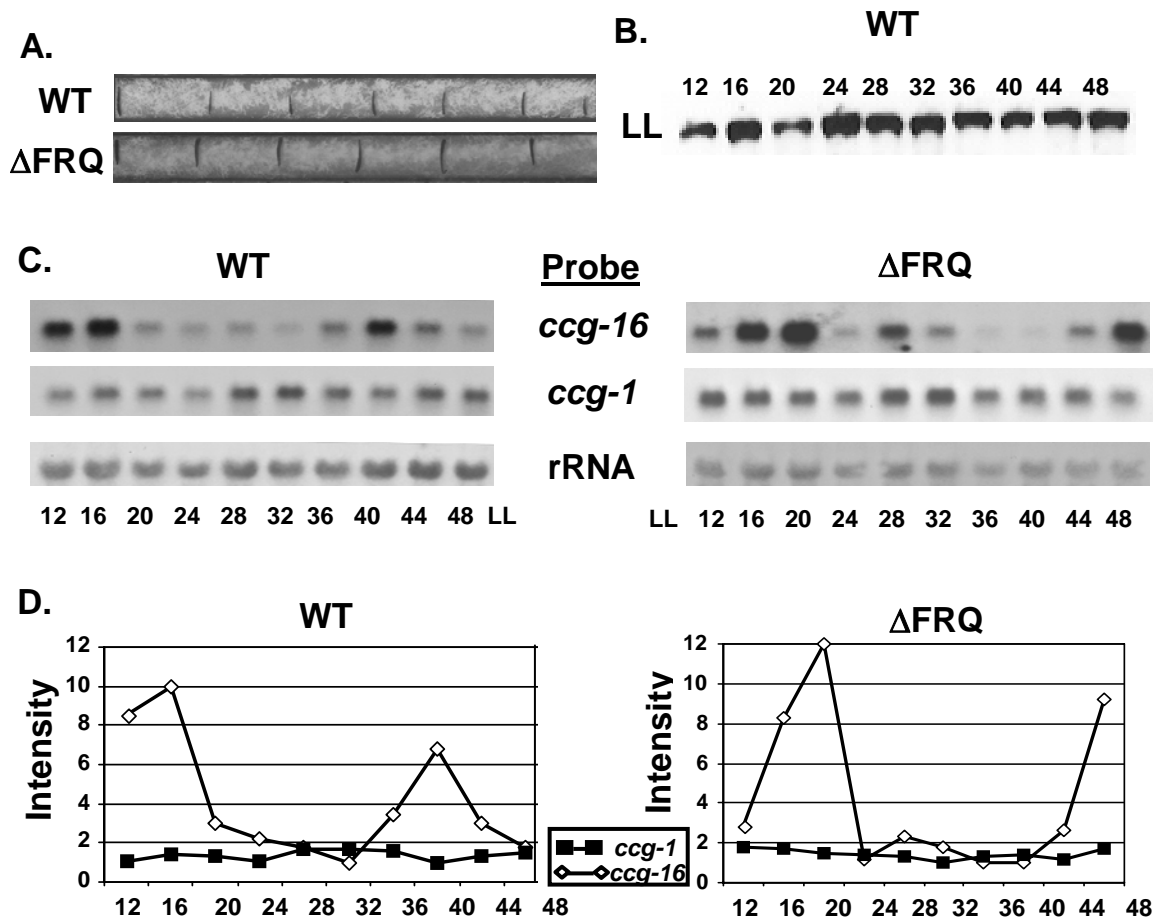 A.
WT
ΔFRQ
B.
WT
12 16 20 24 28 32 36 40 44 48
LL
C.
WT
Probe
ΔFRQ
ccg-16
ccg-1
rRNA
12 16 20 24 28 32 36 40 44 48 LL
LL 12 16 20 24 28 32 36 40 44 48
D.
WT
Intensity
12
10
8
6
4
2
0
12 16 20 24 28 32 36 40 44 48
ccg-1
ccg-16
ΔFRQ
Intensity
12
10
8
6
4
2
0
12 16 20 24 28 32 36 40 44 48